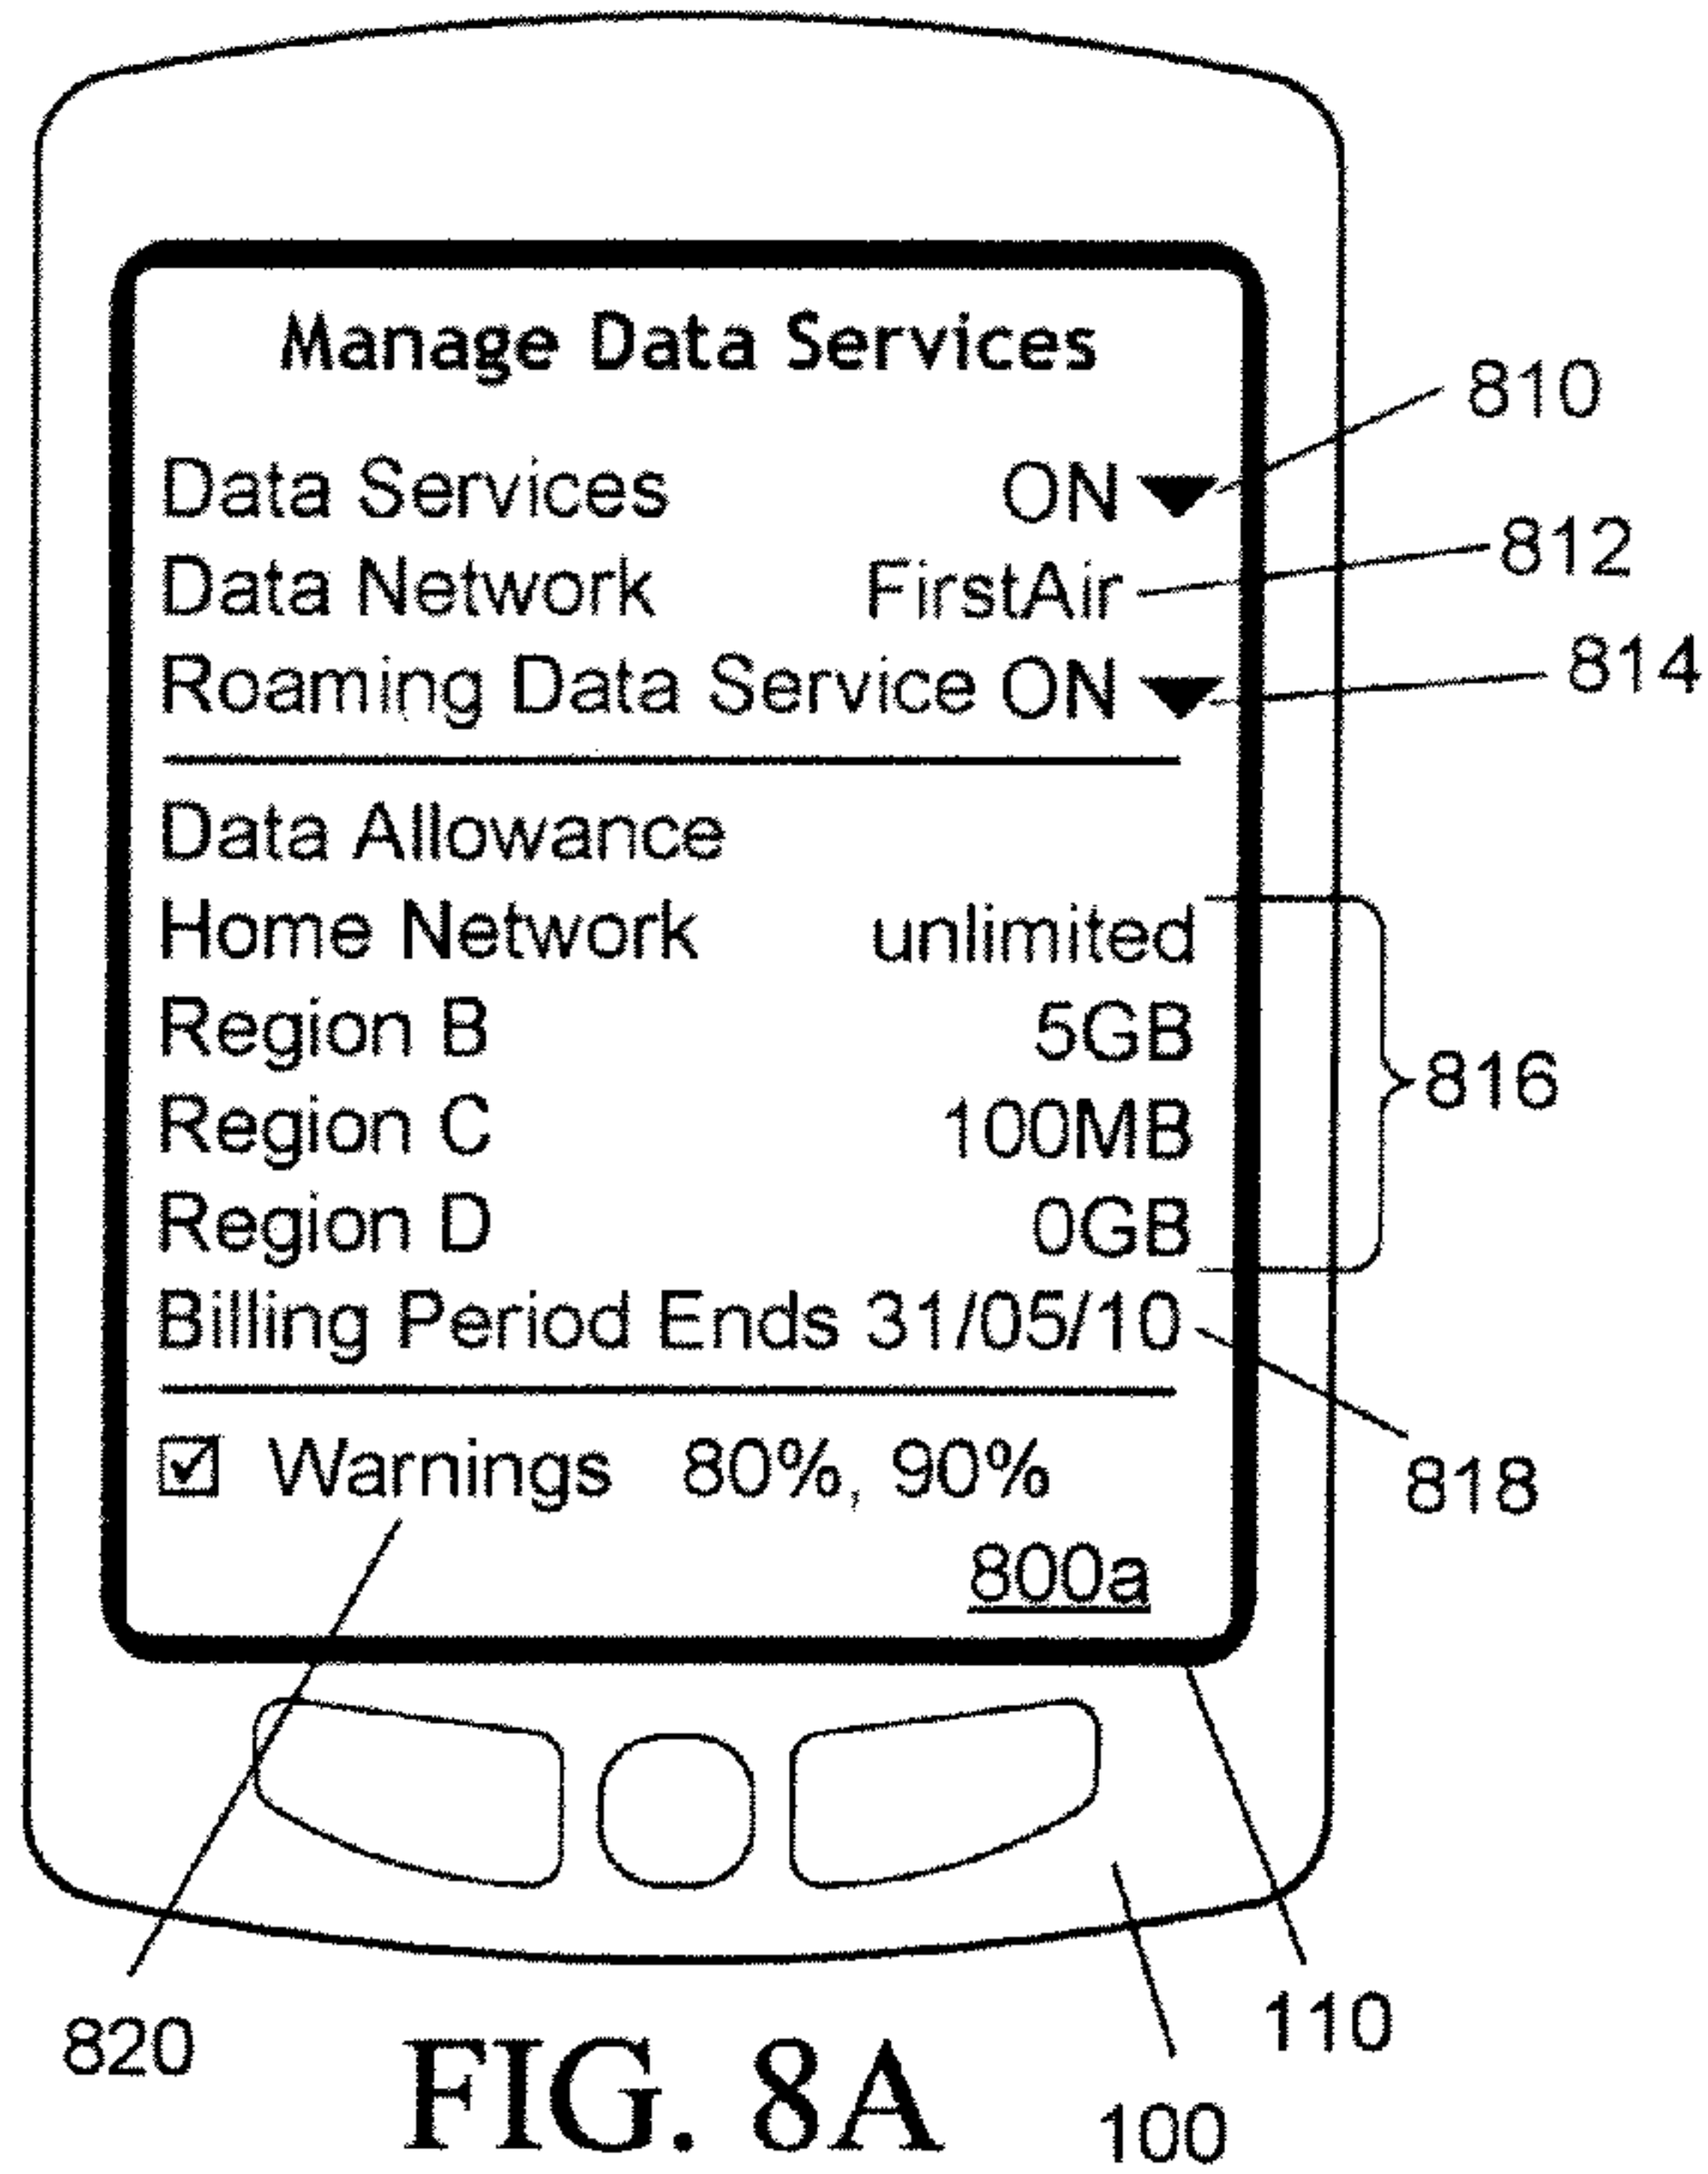 Manage Data Services
810
Data Services ON
812
Data Network FirstAir
814
Roaming Data Service ON
Data Allowance
Home Network unlimited
Region B 5GB
816
Region C 100MB
Region D 0GB
Billing Period Ends 31/05/10
818
Warnings 80%, 90%
800a
820
110
100
FIG. 8A